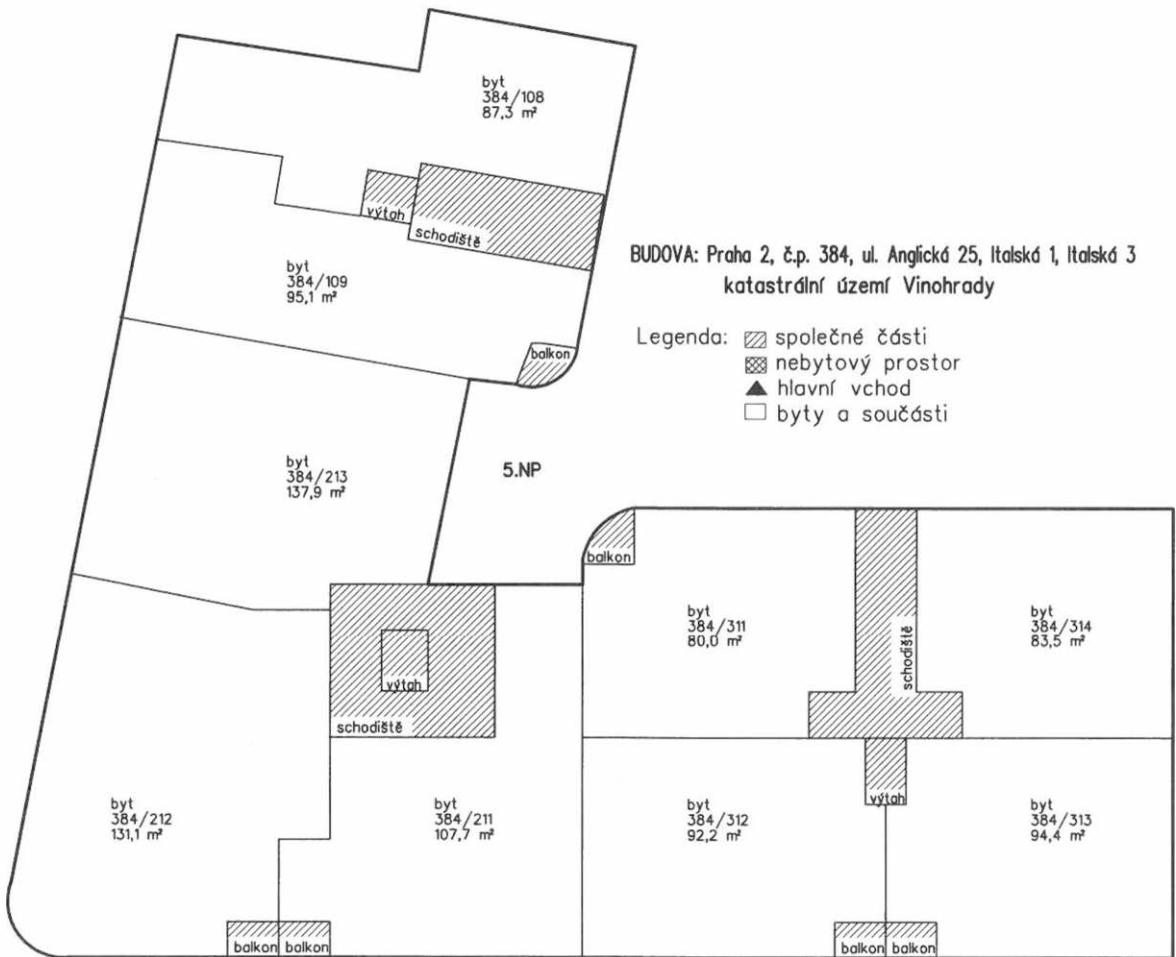 byt
384/108
87,3 m²
výtah
schodiště
byt
384/109
95,1 m²
balkon
BUDOVA: Praha 2, č.p. 384, ul. Anglická 25, Italská 1, Italská 3
katastrální území Vinohrady
Legenda:
společné části
nebytový prostor
hlavní vchod
byty a součásti
byt
384/213
137,9 m²
5.NP
balkon
byt
384/311
80,0 m²
schodiště
byt
384/314
83,5 m²
výtah
schodiště
byt
384/212
131,1 m²
byt
384/211
107,7 m²
byt
384/312
92,2 m²
výtah
byt
384/313
94,4 m²
balkon
balkon
balkon
balkon